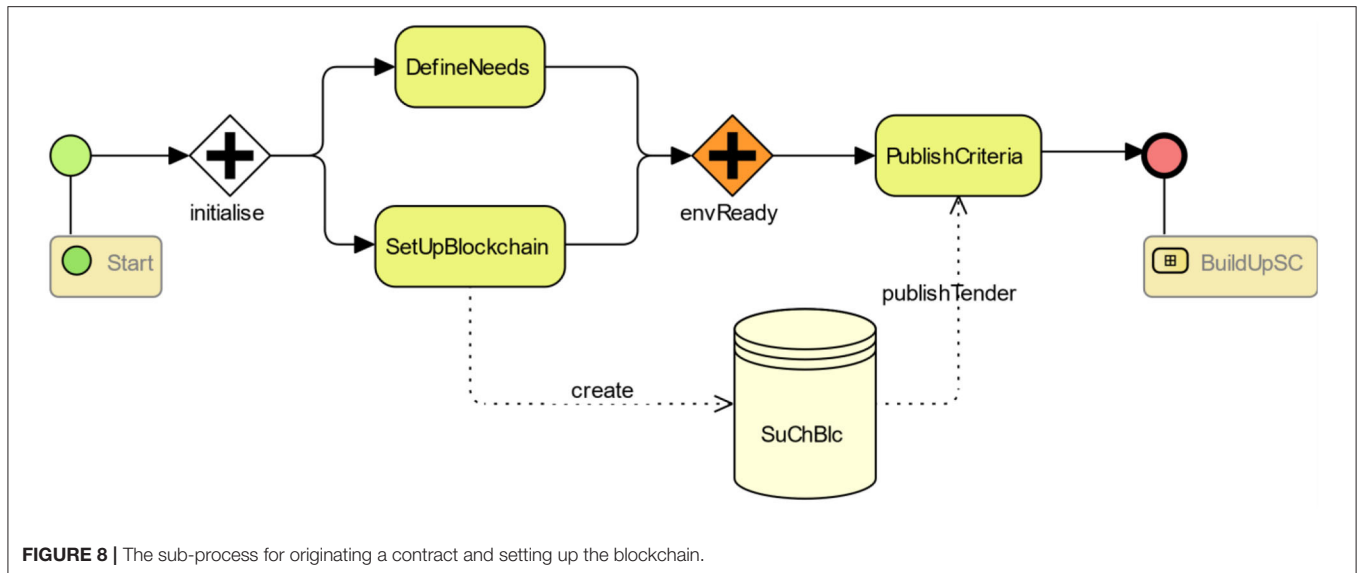 DefineNeeds
initialise
SetUpBlockchain
envReady
PublishCriteria
Start
BuildUpSC
publishTender
create
SuChBlc
FIGURE 8 | The sub-process for originating a contract and setting up the blockchain.